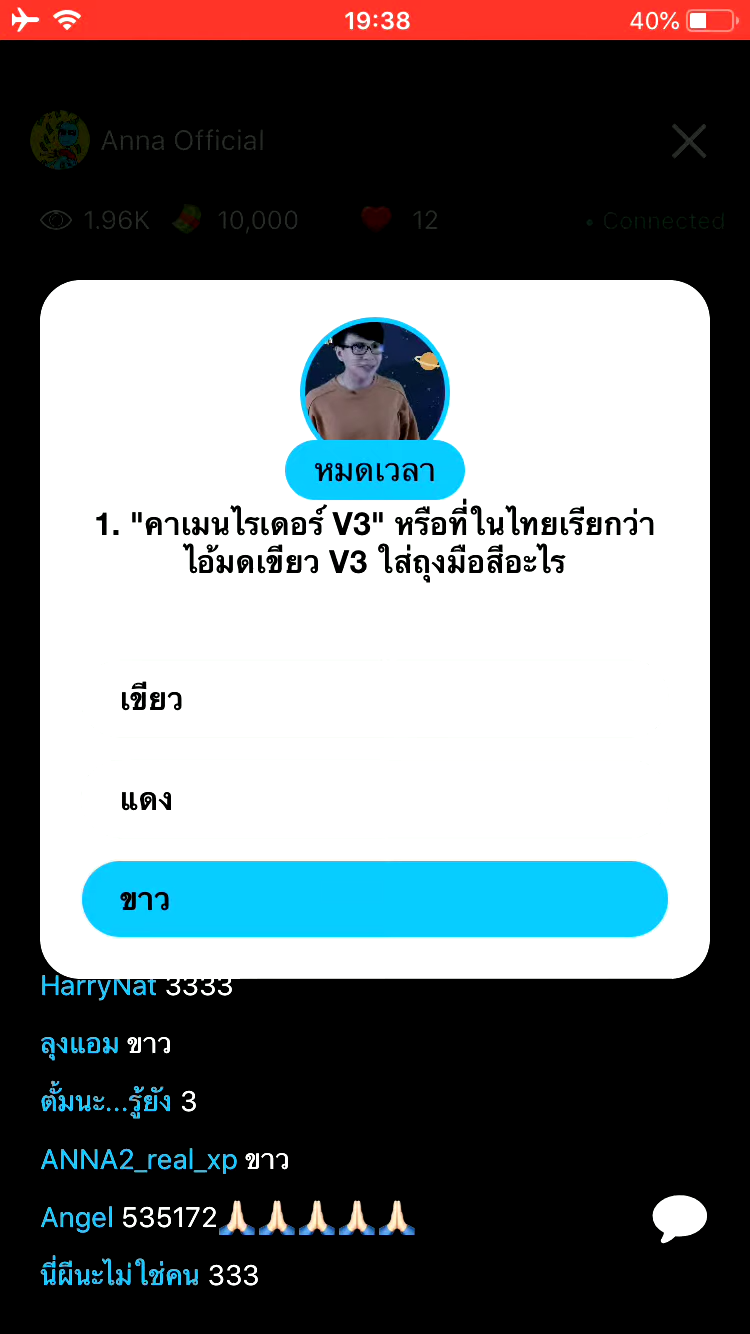 19:38
40%
Anna Official
1.96K 10,000 12 • Connected
หมดเวลา
1. "คาเมนไรเดอร์ V3" หรือที่ในไทยเรียกว่า
ไอ้มดเขียว V3 ใส่ถุงมือสีอะไร
เขียว
แดง
ขาว
HarryNat 3333
ลุงแอม ขาว
ตั้มนะ...รู้ยัง 3
ANNA2_real_xp ขาว
Angel 535172🙏🏻🙏🏻🙏🏻🙏🏻🙏🏻
นี่ผีนะไม่ใช่คน 333